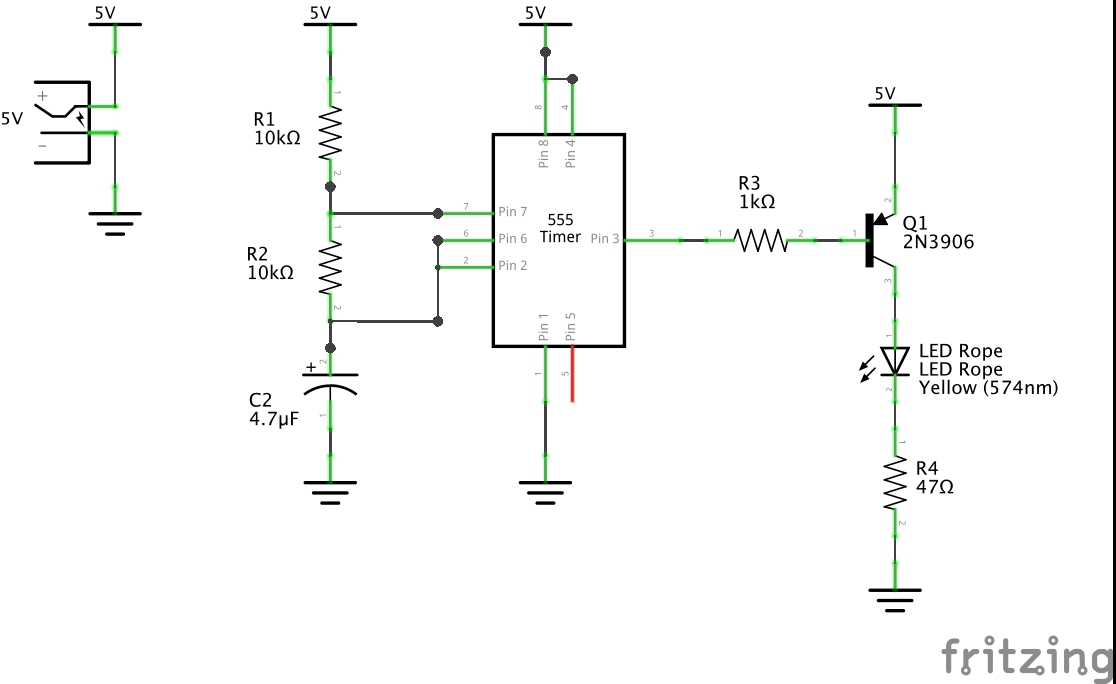 5V
5V
5V
5V
5V
+
-
R1
10kΩ
1
2
R2
10kΩ
1
2
+
C2
4.7μF
2
1
8
4
Pin 8
Pin 4
7
Pin 7
6
Pin 6
2
Pin 2
555
Timer
Pin 3
3
Pin 1
Pin 5
1
5
R3
1kΩ
1
2
Q1
2N3906
2
1
3
LED Rope
LED Rope
Yellow (574nm)
1
2
R4
47Ω
1
2
fritzing